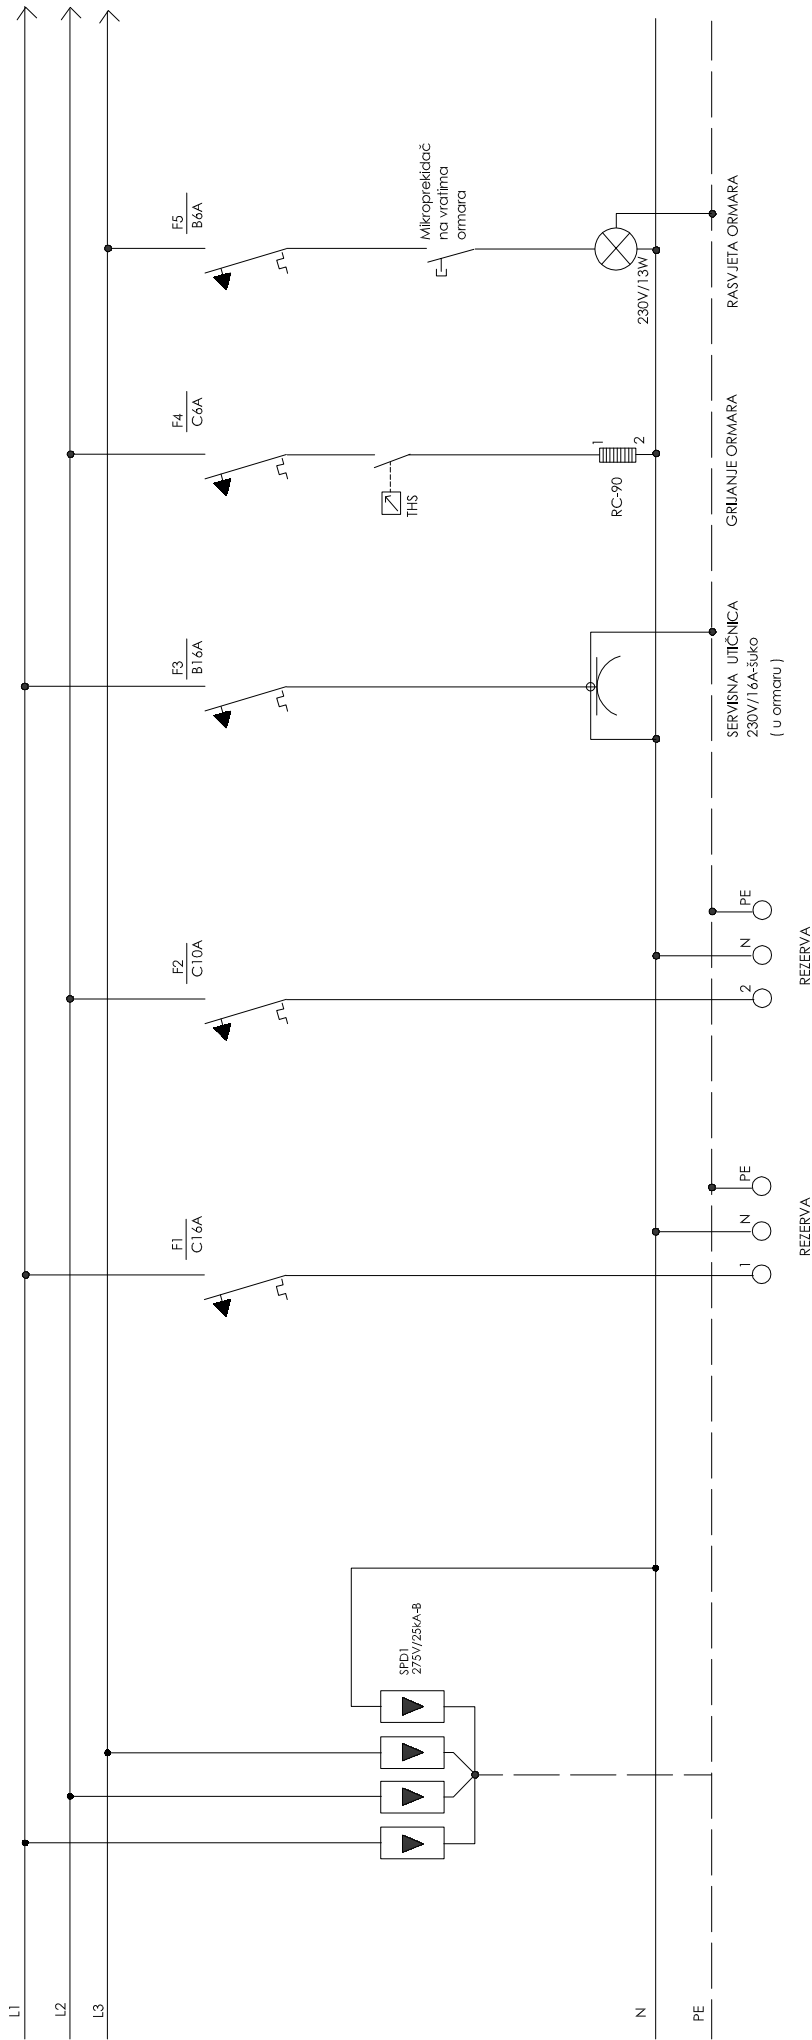 L1
L2
L3
N
PE
SPD1
275V/25kA-B
F1
C16A
1
N
PE
REZERVA
F2
C10A
2
N
PE
REZERVA
F3
B16A
SERVISNA UTIČNICA
230V/16A-šuko
( u ormaru )
F4
C6A
THS
RC-90
1
2
GRIJANJE ORMARA
F5
B6A
Mikroprekidač
na vratima
ormara
230V/13W
RASVJETA ORMARA